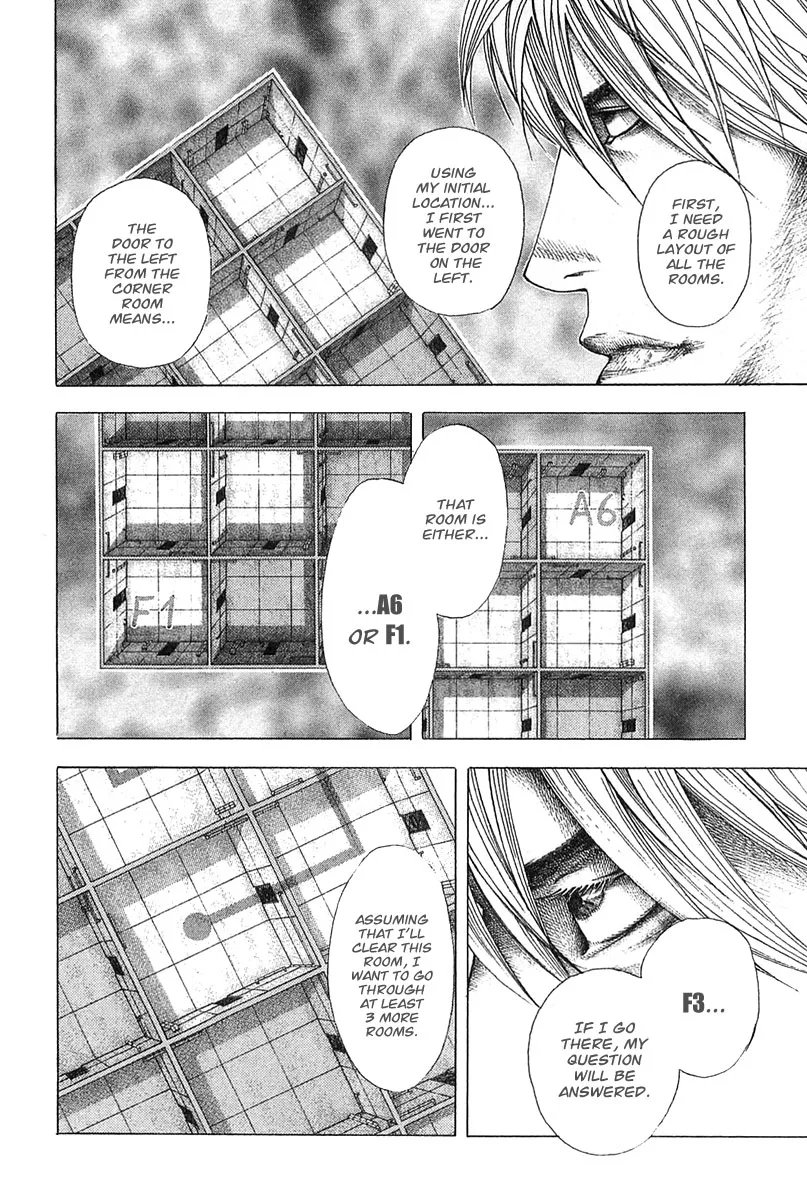 FIRST,
I NEED
A ROUGH
LAYOUT OF
ALL THE
ROOMS.
USING
MY INITIAL
LOCATION...
I FIRST
WENT TO
THE DOOR
ON THE
LEFT.
THE
DOOR TO
THE LEFT
FROM THE
CORNER
ROOM
MEANS...
THAT
ROOM IS
EITHER...
A6
...A6
OR F1.
F1
F3...
IF I GO
THERE, MY
QUESTION
WILL BE
ANSWERED.
ASSUMING
THAT I'LL
CLEAR THIS
ROOM, I
WANT TO GO
THROUGH
AT LEAST
3 MORE
ROOMS.